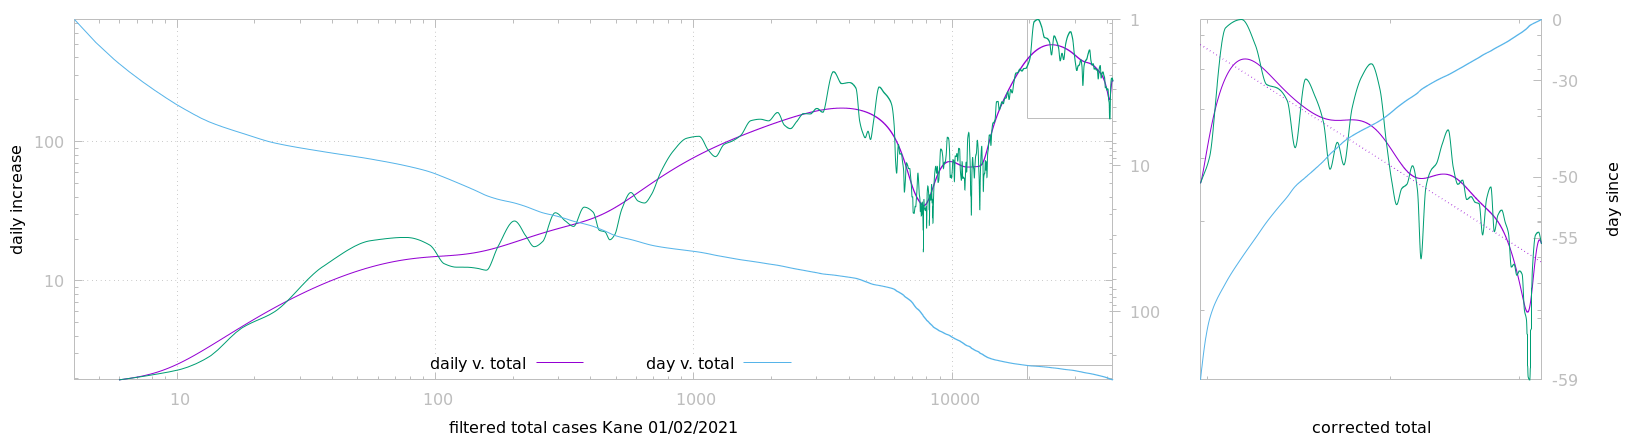 daily increase
100
10
10
100
1000
10000
1
10
100
daily v. total
day v. total
filtered total cases Kane 01/02/2021
0
-30
-50
-55
-59
day since
corrected total